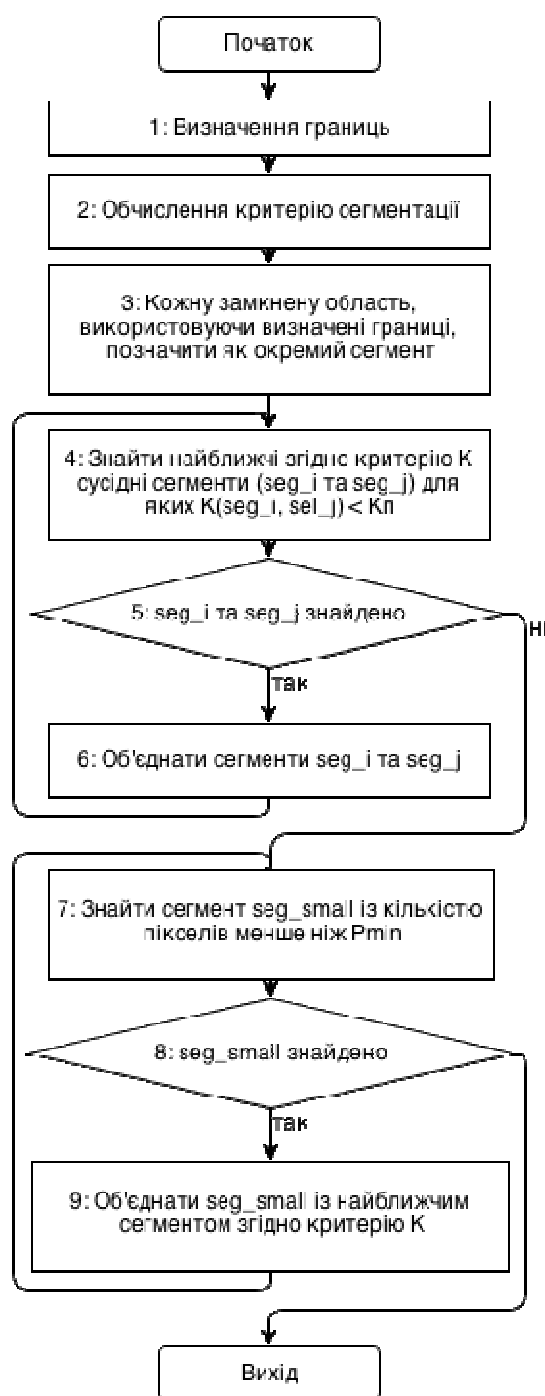 Початок
1: Визначення границь
2: Обчислення критерію сегментації
3: Кожну замкнену область,
використовуючи визначені границі,
позначити як окремий сегмент
4: Знайти найближчі згідно критерію K
сусідні сегменти (seg_i та seg_j) для
яких K(seg_i, sel_j) < Kп
5: seg_i та seg_j знайдено
ні
так
6: Об'єднати сегменти seg_i та seg_j
7: Знайти сегмент seg_small із кількістю
пікселів менше ніж Pmin
8: seg_small знайдено
так
9: Об'єднати seg_small із найближчим
сегментом згідно критерію K
Вихід